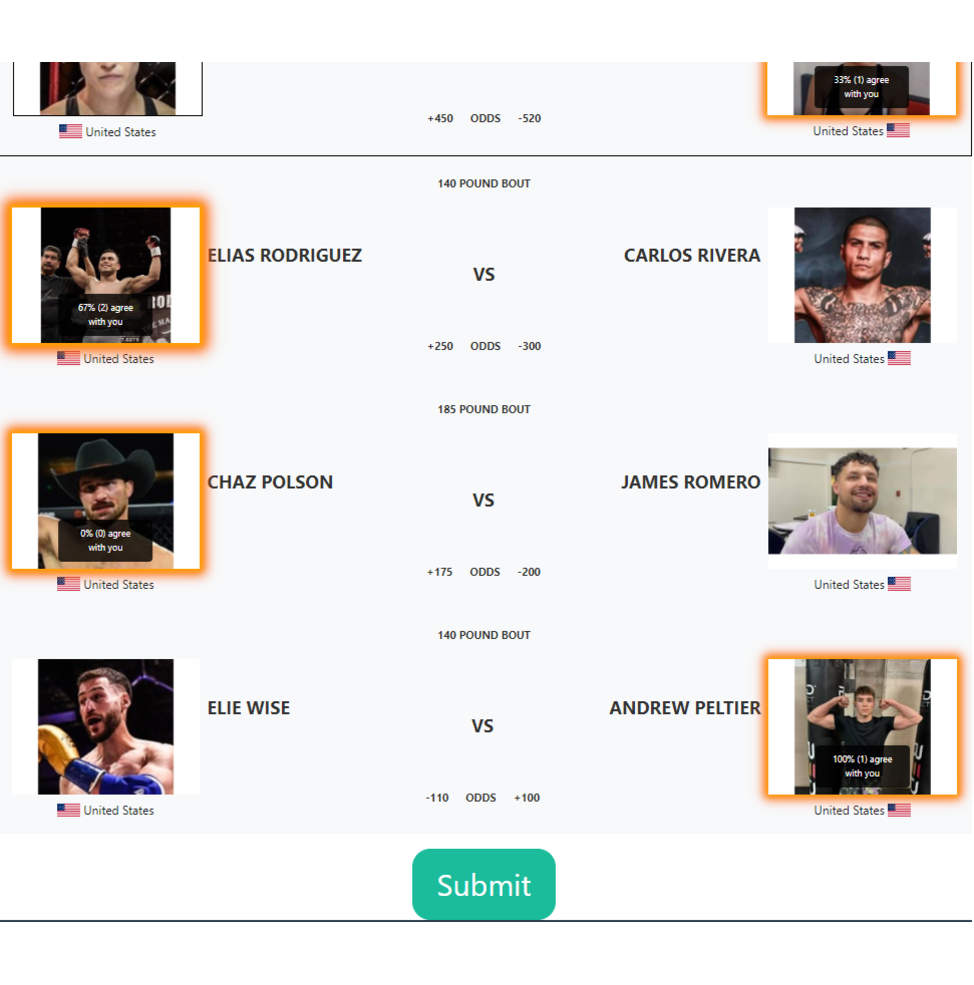 33% (1) agree
with you
+450 ODDS -520
United States
United States
140 POUND BOUT
ELIAS RODRIGUEZ
CARLOS RIVERA
VS
67% (2) agree
with you
+250 ODDS -300
United States
United States
185 POUND BOUT
CHAZ POLSON
JAMES ROMERO
VS
0% (0) agree
with you
+175 ODDS -200
United States
United States
140 POUND BOUT
ELIE WISE
ANDREW PELTIER
VS
100% (1) agree
with you
-110 ODDS +100
United States
United States
Submit